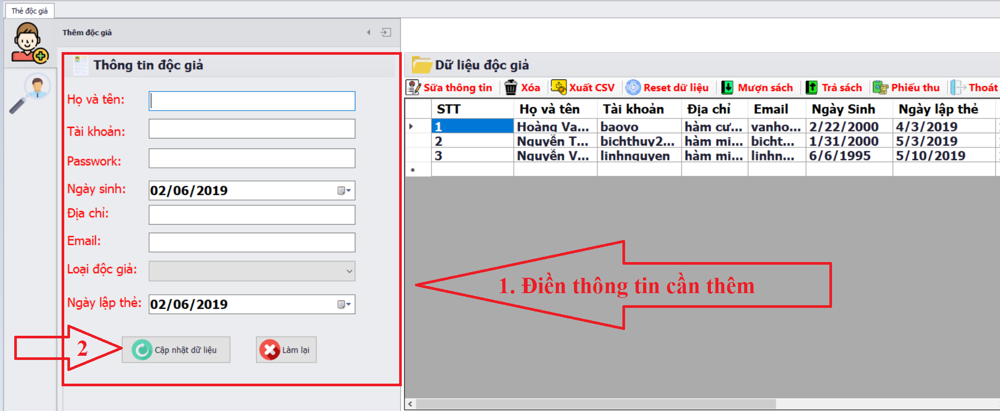 Thẻ độc giả
Thêm độc giả
Thông tin độc giả
Họ và tên:
Tài khoản:
Passwork:
Ngày sinh: 02/06/2019
Địa chỉ:
Email:
Loại độc giả:
Ngày lập thẻ: 02/06/2019
2
Cập nhật dữ liệu Làm lại
Dữ liệu độc giả
Sữa thông tin Xóa Xuất CSV Reset dữ liệu Mượn sách Trả sách Phiếu thu Thoát
STT Họ và tên Tài khoản Địa chỉ Email Ngày Sinh Ngày lập thẻ
1 Hoàng Va... baovo hàm cư... vanho... 2/22/2000 4/3/2019
2 Nguyễn T... bichthuy2... hàm mi... bicht... 1/31/2000 5/3/2019
3 Nguyễn V... linhnguyen hàm mi... linhn... 6/6/1995 5/10/2019
1. Điền thông tin cần thêm